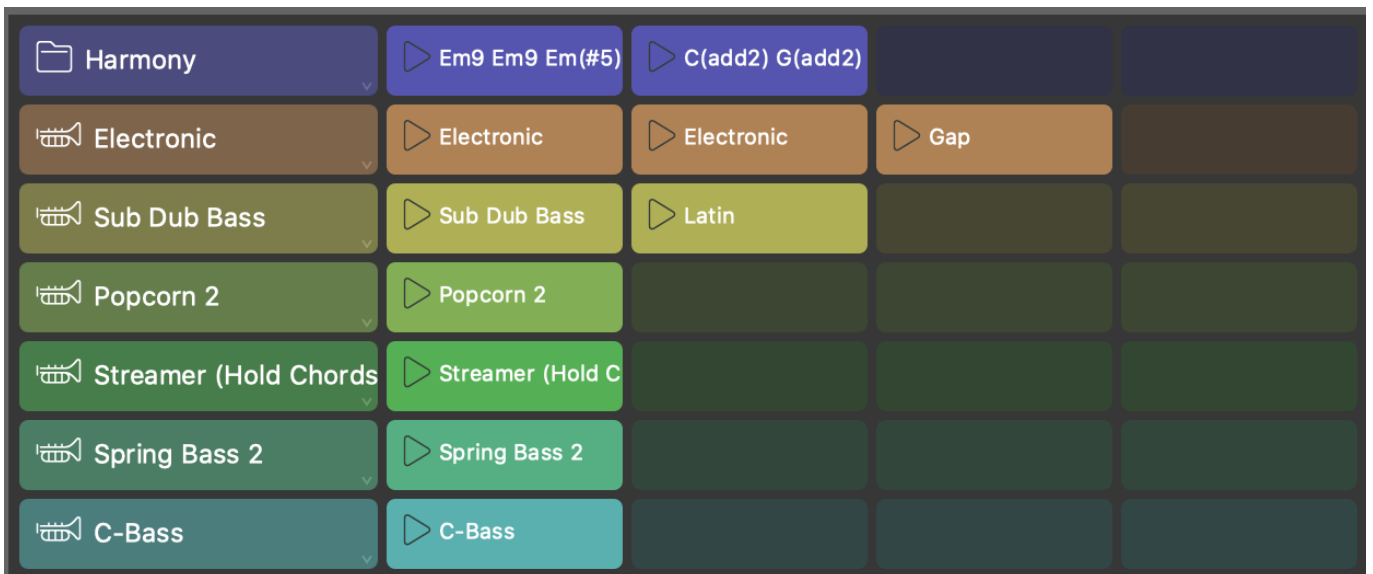 Harmony
Em9 Em9 Em(#5)
C(add2) G(add2)
Electronic
Electronic
Electronic
Gap
Sub Dub Bass
Sub Dub Bass
Latin
Popcorn 2
Popcorn 2
Streamer (Hold Chords
Streamer (Hold C
Spring Bass 2
Spring Bass 2
C-Bass
C-Bass